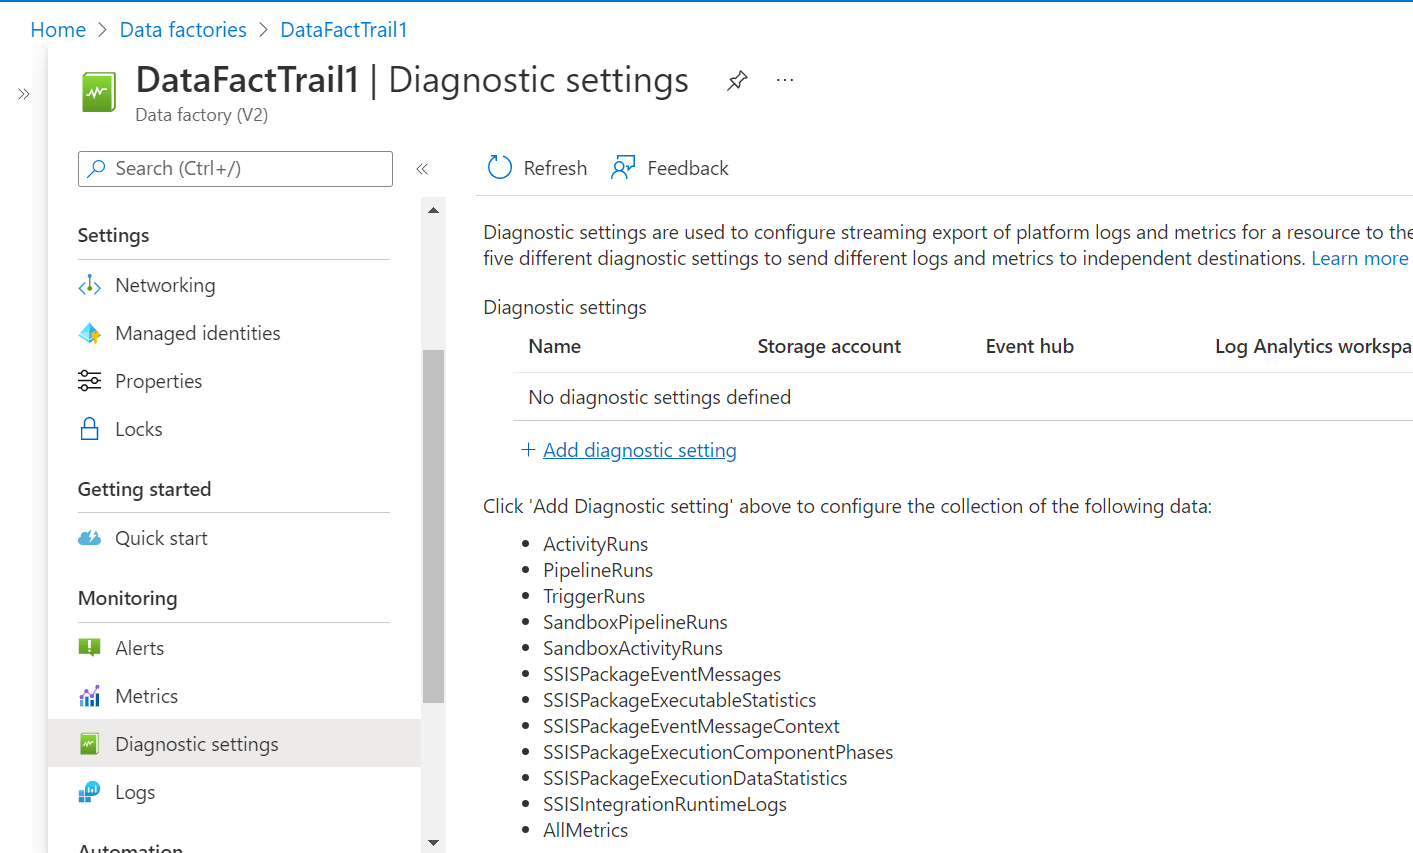 Home > Data factories > DataFactTrail1
DataFactTrail1 | Diagnostic settings
Data factory (V2)
Search (Ctrl+/)
Refresh
Feedback
Settings
Networking
Managed identities
Properties
Locks
Getting started
Quick start
Monitoring
Alerts
Metrics
Diagnostic settings
Logs
Automation
Diagnostic settings are used to configure streaming export of platform logs and metrics for a resource to the
five different diagnostic settings to send different logs and metrics to independent destinations. Learn more
Diagnostic settings
Name Storage account Event hub Log Analytics workspa
No diagnostic settings defined
+ Add diagnostic setting
Click 'Add Diagnostic setting' above to configure the collection of the following data:
• ActivityRuns
• PipelineRuns
• TriggerRuns
• SandboxPipelineRuns
• SandboxActivityRuns
• SSISPackageEventMessages
• SSISPackageExecutableStatistics
• SSISPackageEventMessageContext
• SSISPackageExecutionComponentPhases
• SSISPackageExecutionDataStatistics
• SSISIntegrationRuntimeLogs
• AllMetrics